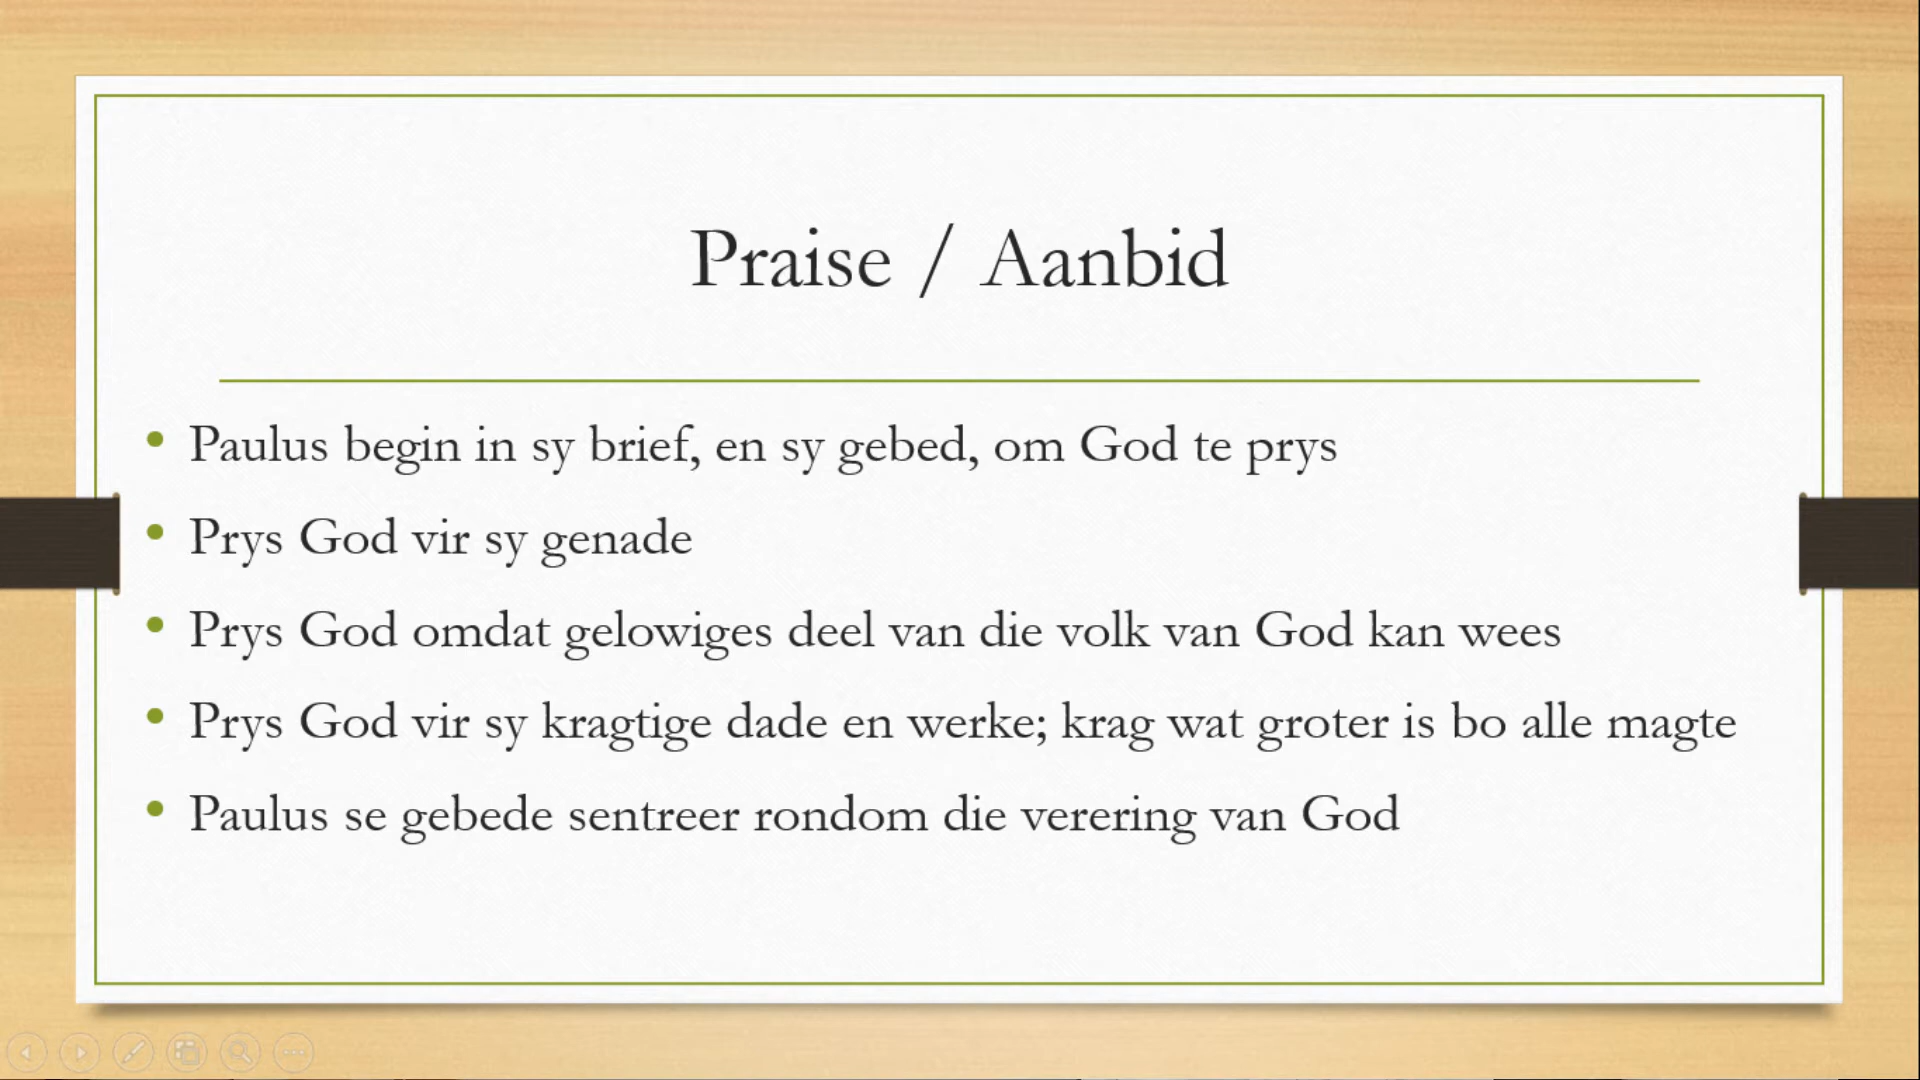 Praise / Aanbid
Paulus begin in sy brief, en sy gebed, om God te prys
Prys God vir sy genade
Prys God omdat gelowiges deel van die volk van God kan wees
Prys God vir sy kragtige dade en werke; krag wat groter is bo alle magte
Paulus se gebede sentreer rondom die verering van God